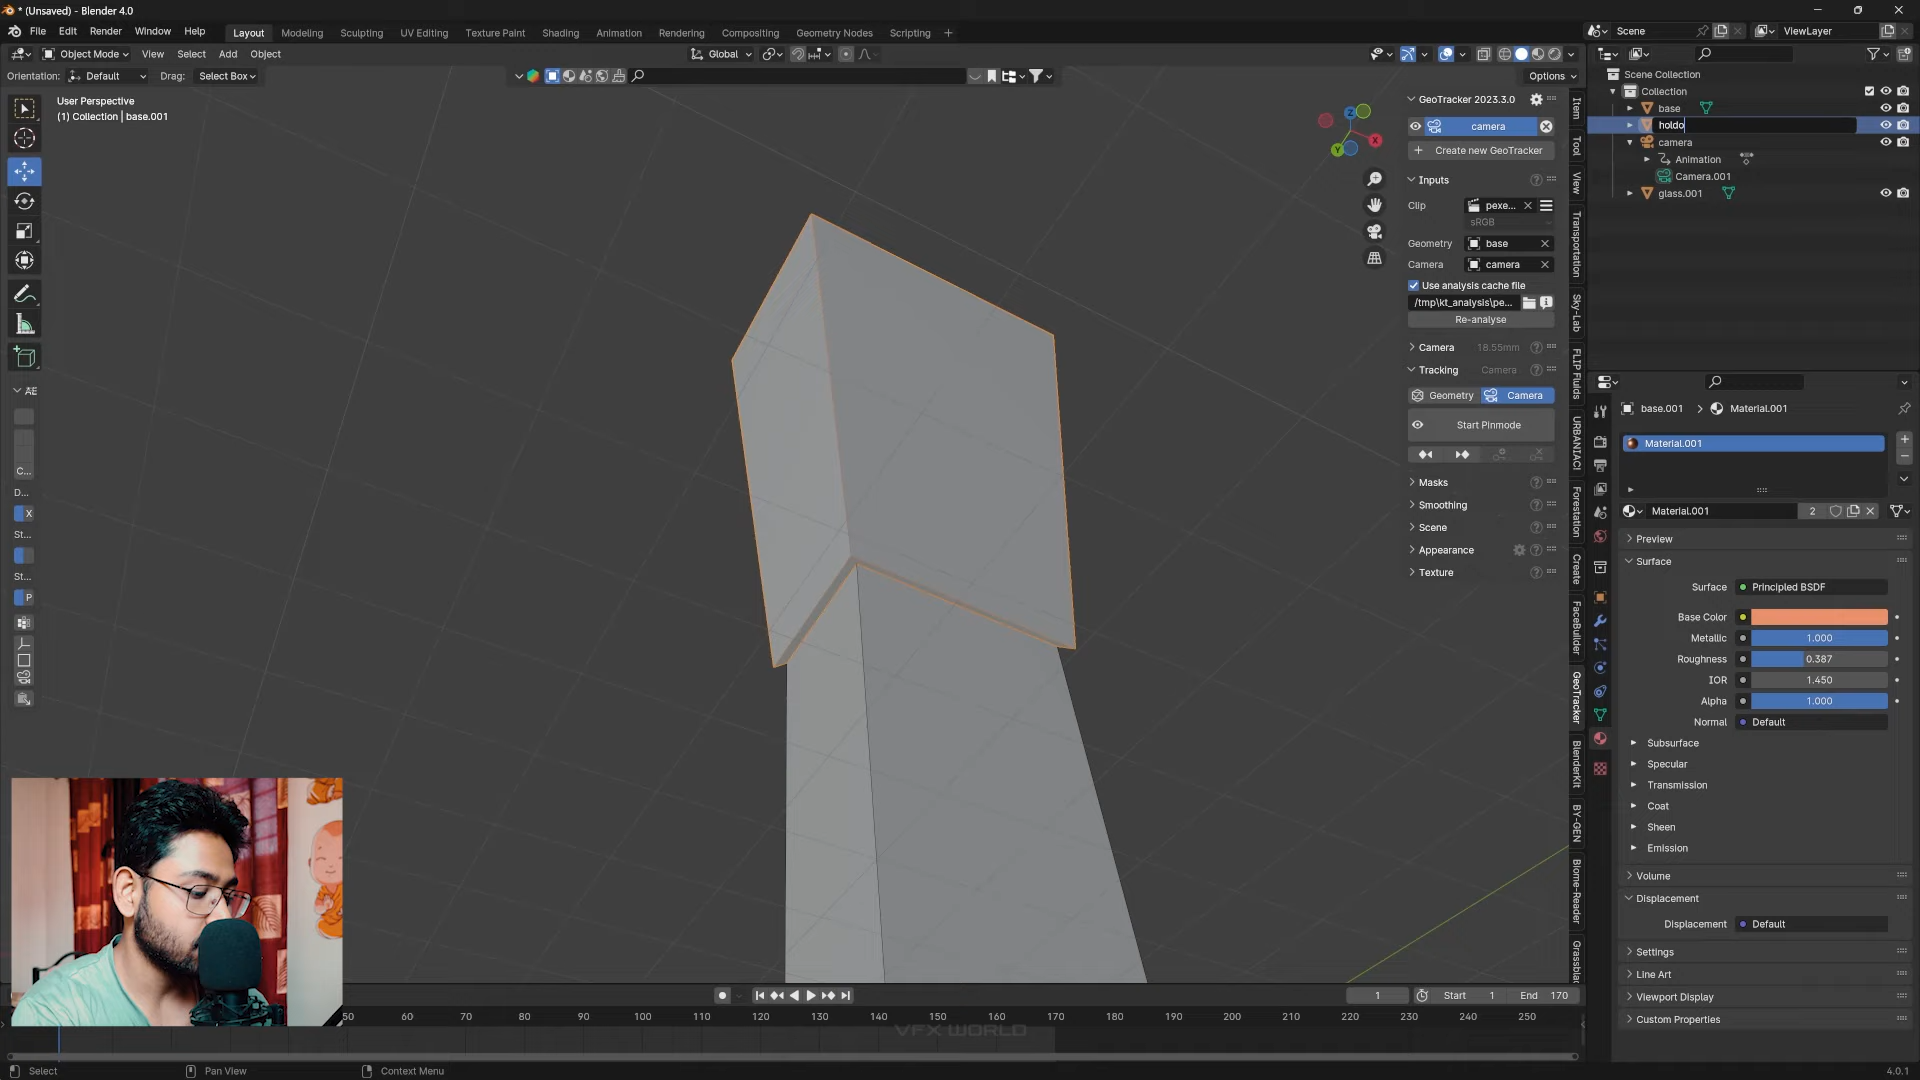 * (Unsaved) - Blender 4.0
File Edit Render Window Help Layout Modeling Sculpting UV Editing Texture Paint Shading Animation Rendering Compositing Geometry Nodes Scripting + Scene ViewLayer
Object Mode View Select Add Object Global
Orientation: Default Drag: Select Box Options
User Perspective
(1) Collection | base.001
AE
C...
D...
X
St...
St...
P
X
Y
Z
GeoTracker 2023.3.0
camera
+ Create new GeoTracker
Inputs
Clip pexe...
sRGB
Geometry base
Camera camera
Use analysis cache file
/tmp\kt_analysis\pe...
Re-analyse
Camera 18.55mm
Tracking Camera
Geometry Camera
Start Pinmode
Masks
Smoothing
Scene
Appearance
Texture
Item
Tool
View
Transportation
Sky-Lab
FLIP Fluids
URBANIACI
Forestation
Create
FaceBuilder
GeoTracker
BlenderKit
BY-GEN
Biome-Reader
Grassblad
Scene Collection
Collection
base
holdo
camera
Animation
Camera.001
glass.001
base.001 > Material.001
Material.001
Material.001 2
Preview
Surface
Surface Principled BSDF
Base Color
Metallic 1.000
Roughness 0.387
IOR 1.450
Alpha 1.000
Normal Default
Subsurface
Specular
Transmission
Coat
Sheen
Emission
Volume
Displacement
Displacement Default
Settings
Line Art
Viewport Display
Custom Properties
1 Start 1 End 170
50 60 70 80 90 100 110 120 130 140 150 160 170 180 190 200 210 220 230 240 250
VFX WORLD
Select Pan View Context Menu 4.0.1